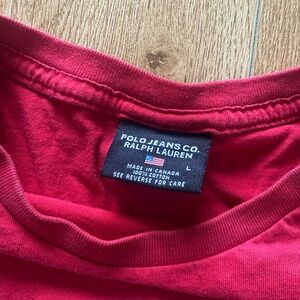 POLO JEANS CO.
RALPH LAUREN
L
MADE IN CANADA
100% COTTON
SEE REVERSE FOR CARE